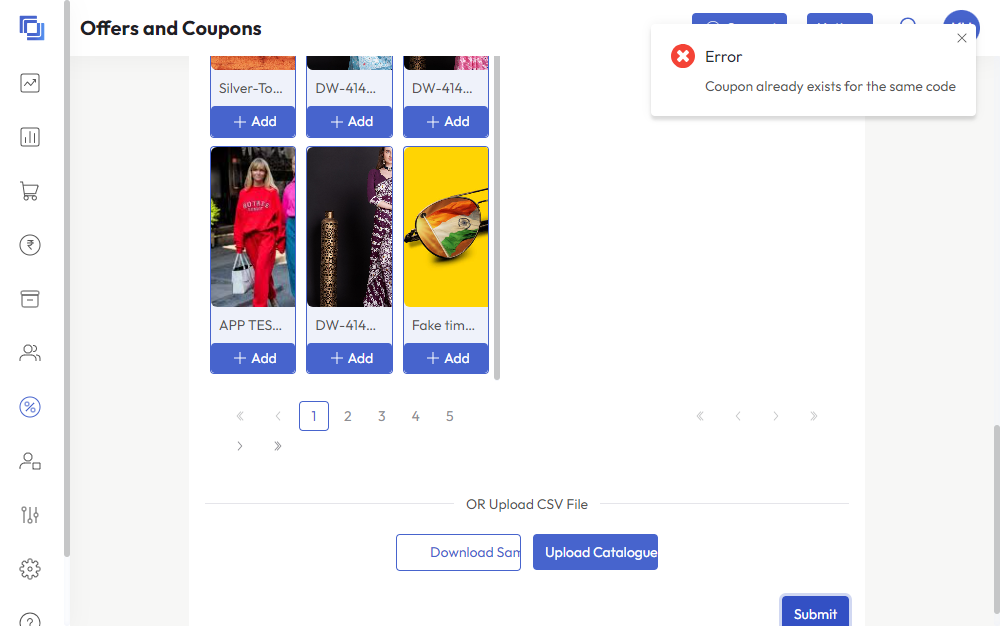 Offers and Coupons
Error
Coupon already exists for the same code
Silver-To...
DW-414...
DW-414...
+ Add
+ Add
+ Add
APP TES...
DW-414...
Fake tim...
+ Add
+ Add
+ Add
« ‹ 1 2 3 4 5
« ‹ › »
› »
OR Upload CSV File
Download Sam
Upload Catalogue
Submit